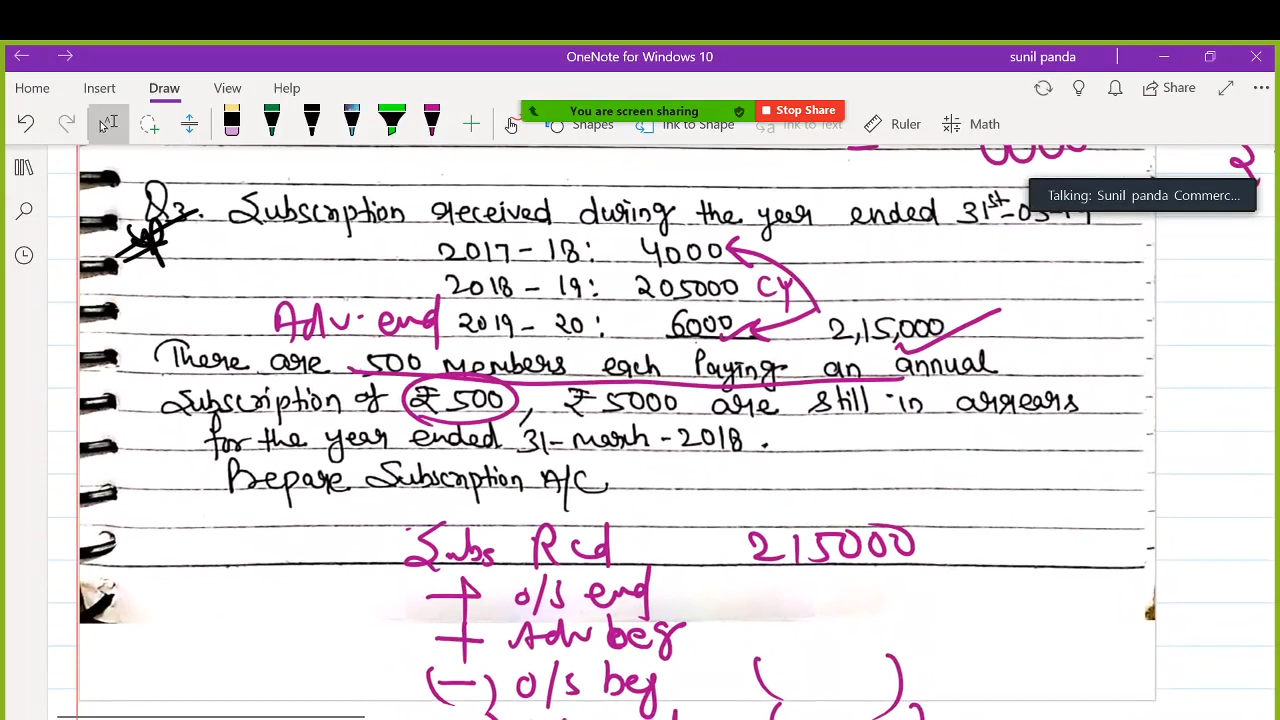 OneNote for Windows 10
sunil panda
Home Insert Draw View Help
Share
You are screen sharing
Stop Share
Shapes Ink to Shape Ink to Text Ruler Math
Talking: Sunil panda Commerc...
Q3. Subscription received during the year ended 31st-03-19
2017-18: 4000
2018-19: 205000 CY
Adv. end 2019-20: 6000 2,15,000
There are 500 members each Paying an annual
Subscription of ₹500, ₹5000 are still in arrears
for the year ended 31-march-2018.
Prepare Subscription A/C
Subs Rcd 215000
+ o/s end
+ Adv beg
(-) o/s beg ( )